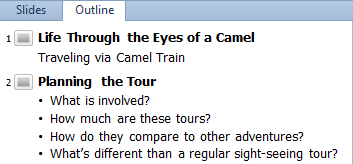 Slides Outline
1 Life Through the Eyes of a Camel
Traveling via Camel Train
2 Planning the Tour
• What is involved?
• How much are these tours?
• How do they compare to other adventures?
• What's different than a regular sight-seeing tour?